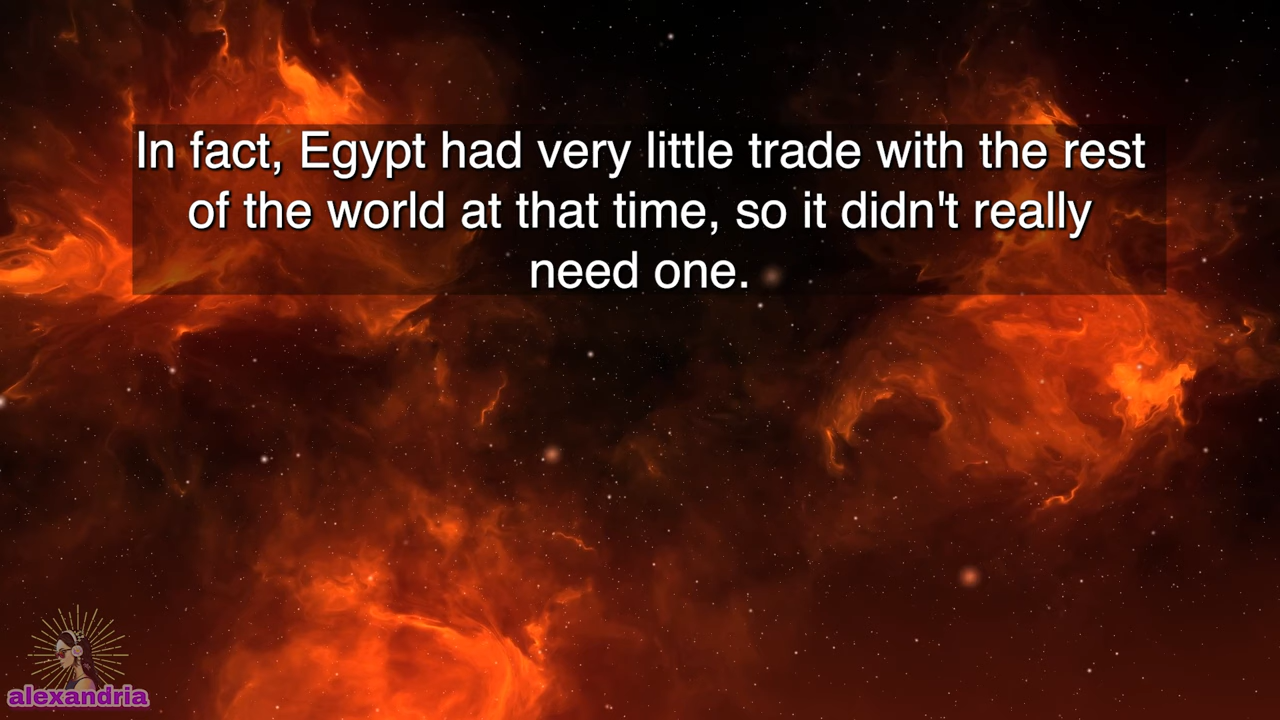 In fact, Egypt had very little trade with the rest
of the world at that time, so it didn't really
need one.
alexandria